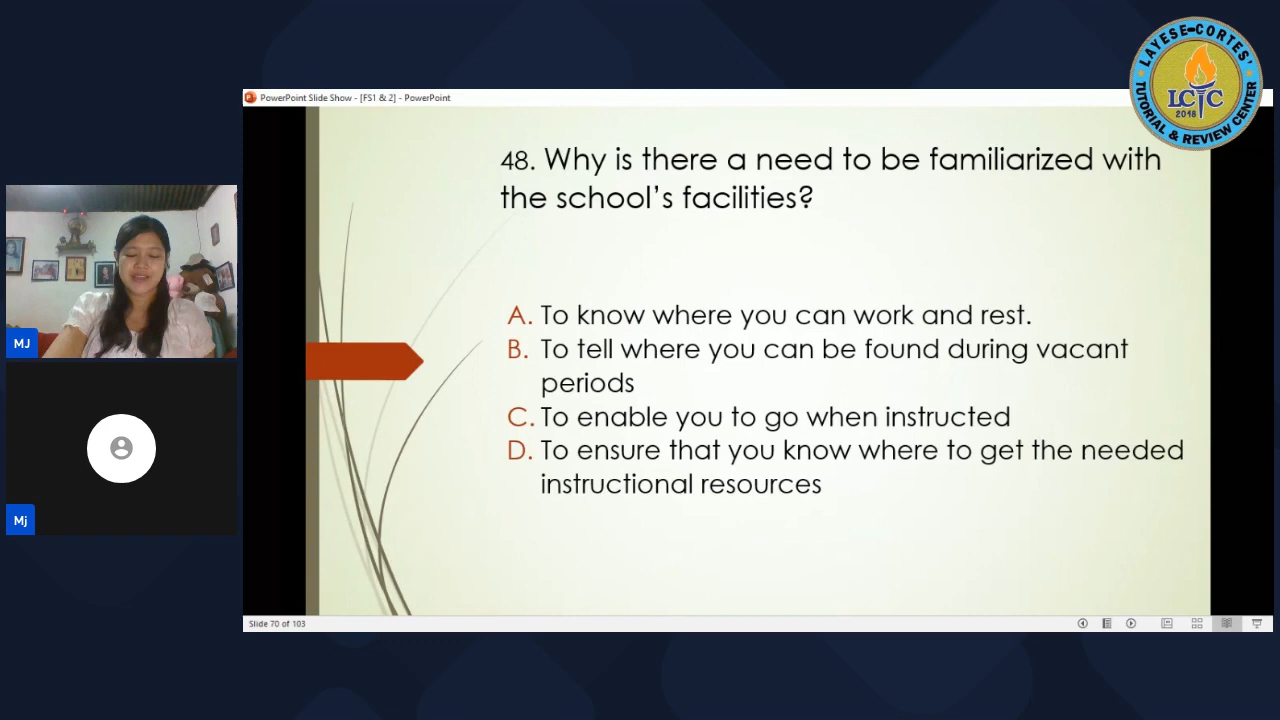 LAYESE-CORTES'
LCTC
2018
TUTORIAL & REVIEW CENTER
PowerPoint Slide Show - [FS1 & 2] - PowerPoint
48. Why is there a need to be familiarized with
the school's facilities?
A. To know where you can work and rest.
B. To tell where you can be found during vacant
periods
C. To enable you to go when instructed
D. To ensure that you know where to get the needed
instructional resources
MJ
Mj
Slide 70 of 103